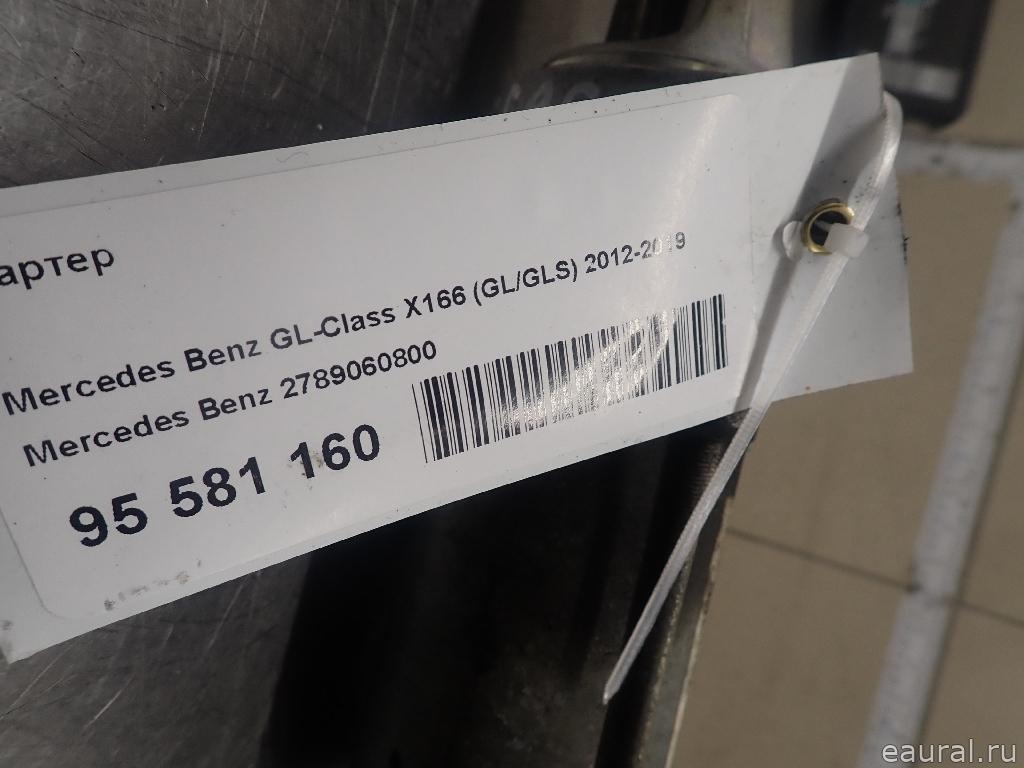 артер
Mercedes Benz GL-Class X166 (GL/GLS) 2012-2019
Mercedes Benz 2789060800
95 581 160
eaural.ru